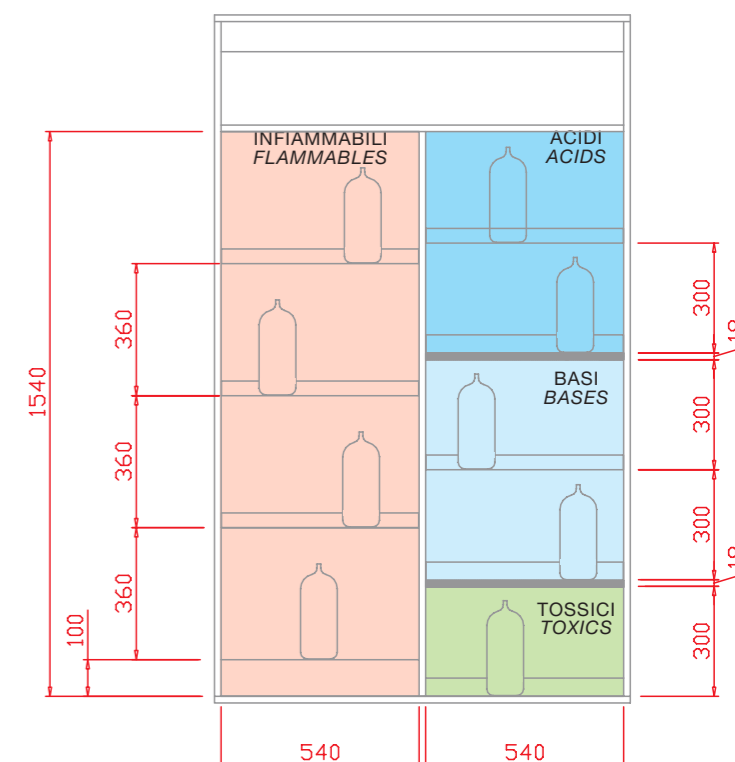 INFIAMMABILI
FLAMMABLES
ACIDI
ACIDS
BASI
BASES
TOSSICI
TOXICS
1540
360
360
360
100
300
300
300
300
540
540